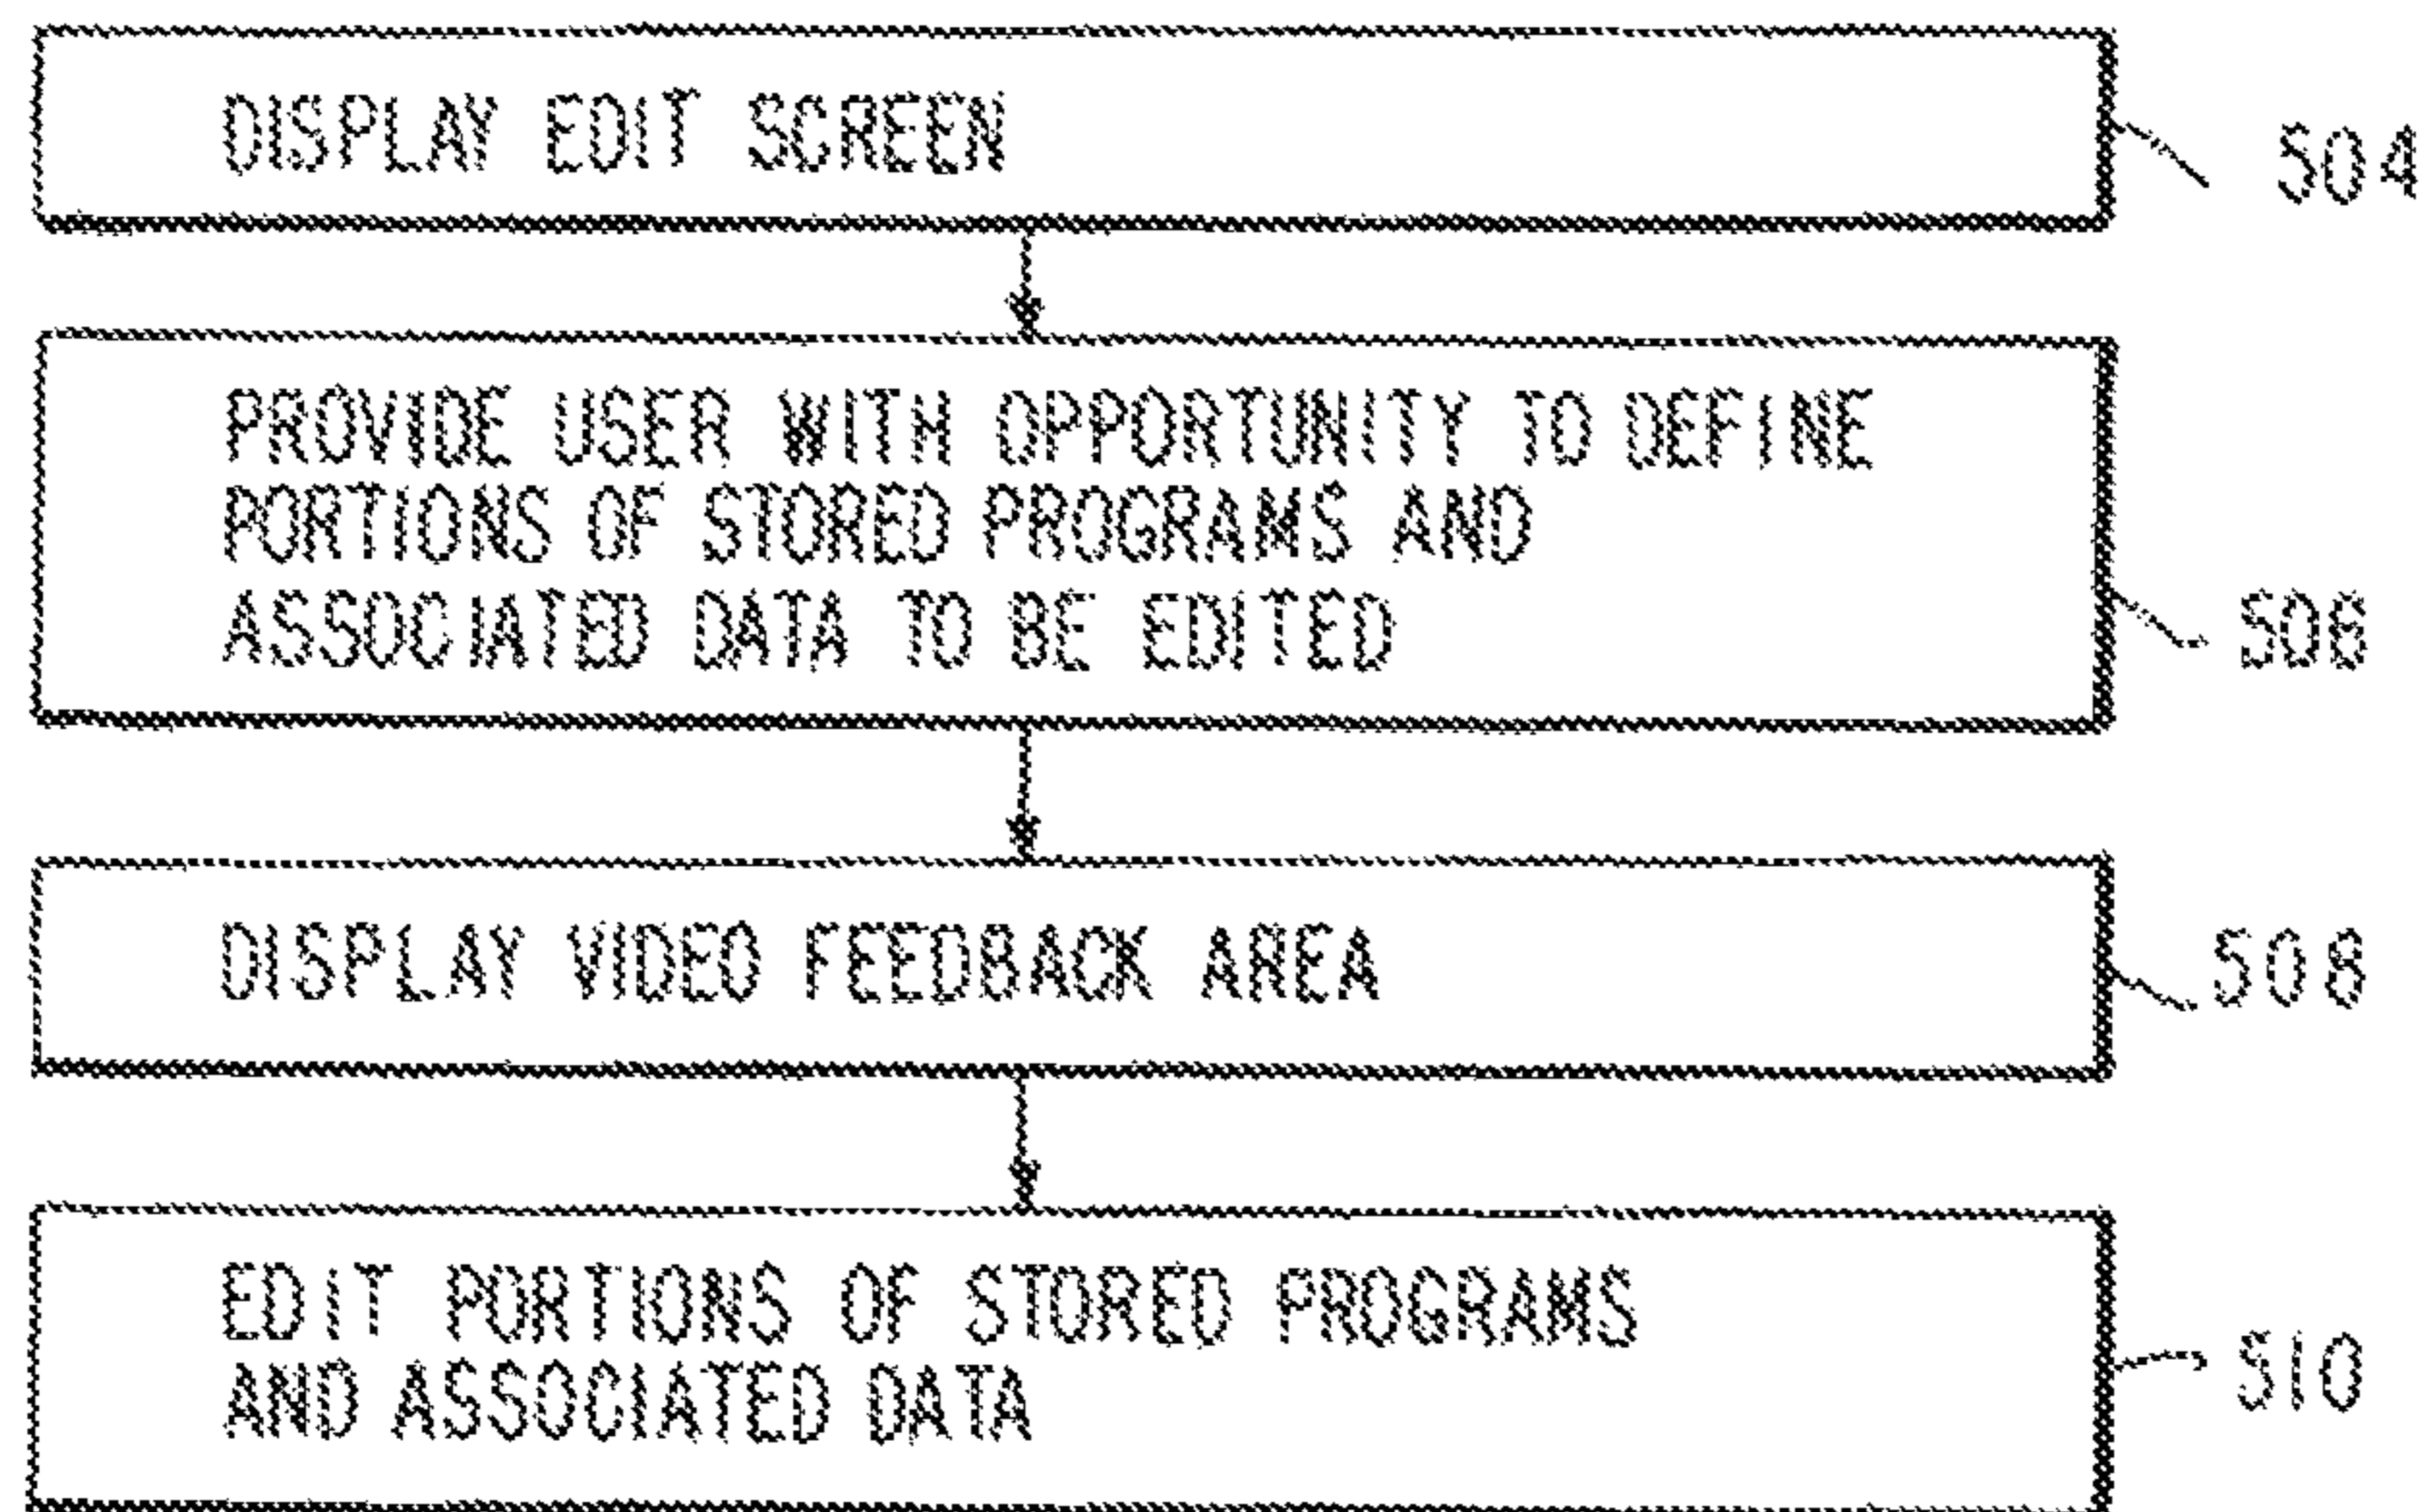 DISPLAY EDIT SCREEN
504
PROVIDE USER WITH OPPORTUNITY TO DEFINE
PORTIONS OF STORED PROGRAMS AND
ASSOCIATED DATA TO BE EDITED
DISPLAY VIDEO FEEDBACK AREA
508
EDIT PORTIONS OF STORED PROGRAMS
AND ASSOCIATED DATA
510